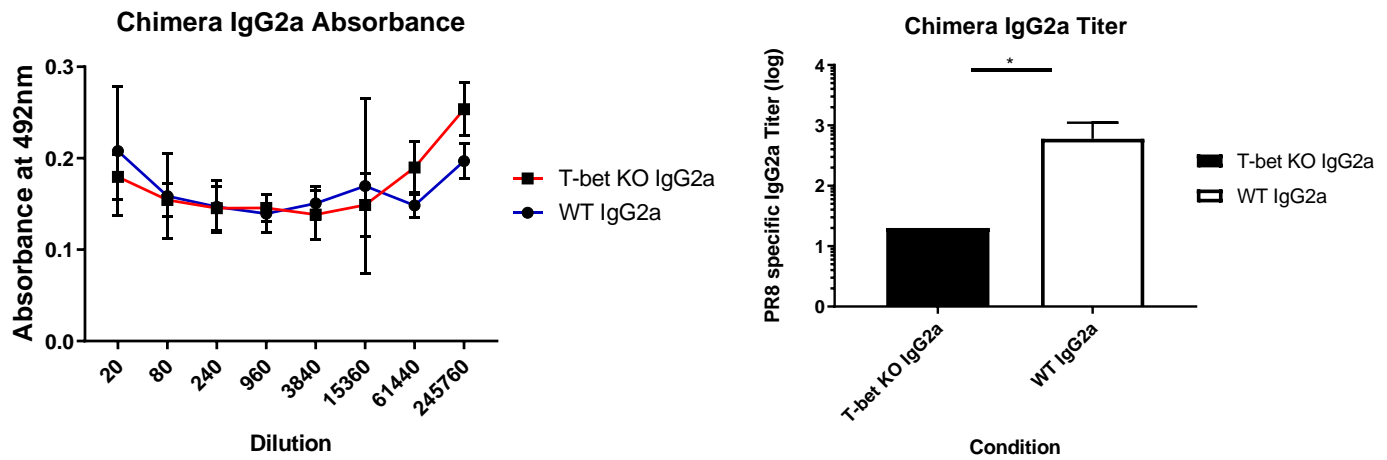 Chimera IgG2a Absorbance
Absorbance at 492nm
0.3
0.2
0.1
0.0
20
80
240
960
3840
15360
61440
245760
Dilution
T-bet KO IgG2a
WT IgG2a
Chimera IgG2a Titer
PR8 specific IgG2a Titer (log)
4
3
2
1
0
*
T-bet KO IgG2a
WT IgG2a
Condition
T-bet KO IgG2a
WT IgG2a